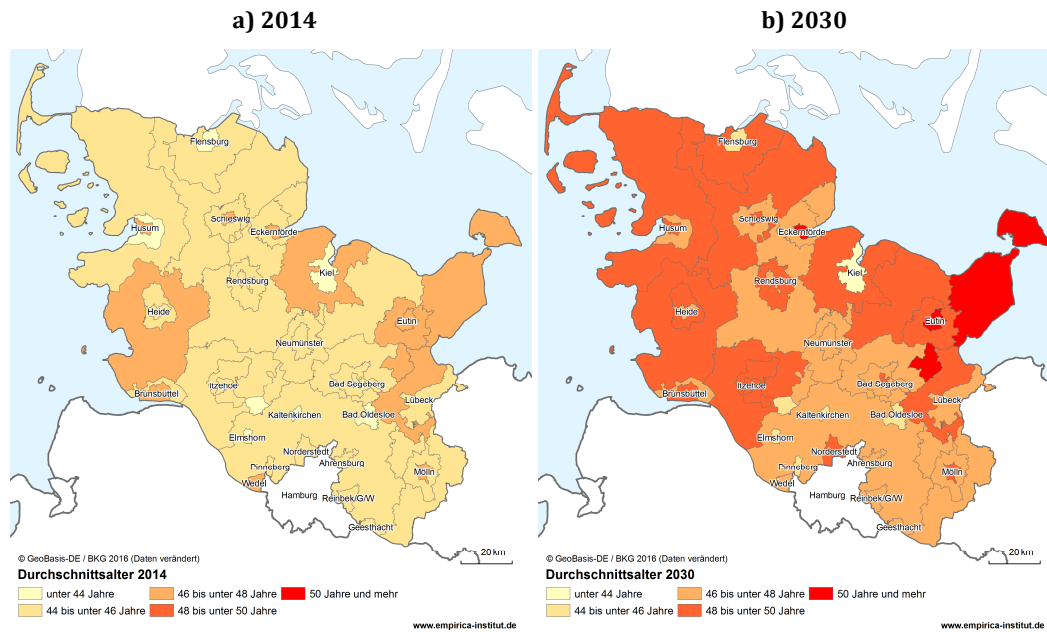 a) 2014
b) 2030
Flensburg
Husum
Schleswig
Eckernförde
Kiel
Rendsburg
Heide
Eutin
Neumünster
Brunsbüttel
Itzehoe
Bad Segeberg
Lübeck
Kaltenkirchen
Bad Oldesloe
Elmshorn
Norderstedt
Ahrensburg
Pinneberg
Mölln
Wedel
Hamburg
Reinbek/G/W
Geesthacht
20 km
© GeoBasis-DE / BKG 2016 (Daten verändert)
Durchschnittsalter 2014
unter 44 Jahre
46 bis unter 48 Jahre
50 Jahre und mehr
44 bis unter 46 Jahre
48 bis unter 50 Jahre
www.empirica-institut.de
Flensburg
Husum
Schleswig
Eckernförde
Kiel
Rendsburg
Heide
Eutin
Neumünster
Brunsbüttel
Itzehoe
Bad Segeberg
Lübeck
Kaltenkirchen
Bad Oldesloe
Elmshorn
Norderstedt
Ahrensburg
Pinneberg
Mölln
Wedel
Hamburg
Reinbek/G/W
Geesthacht
20 km
© GeoBasis-DE / BKG 2016 (Daten verändert)
Durchschnittsalter 2030
unter 44 Jahre
46 bis unter 48 Jahre
50 Jahre und mehr
44 bis unter 46 Jahre
48 bis unter 50 Jahre
www.empirica-institut.de